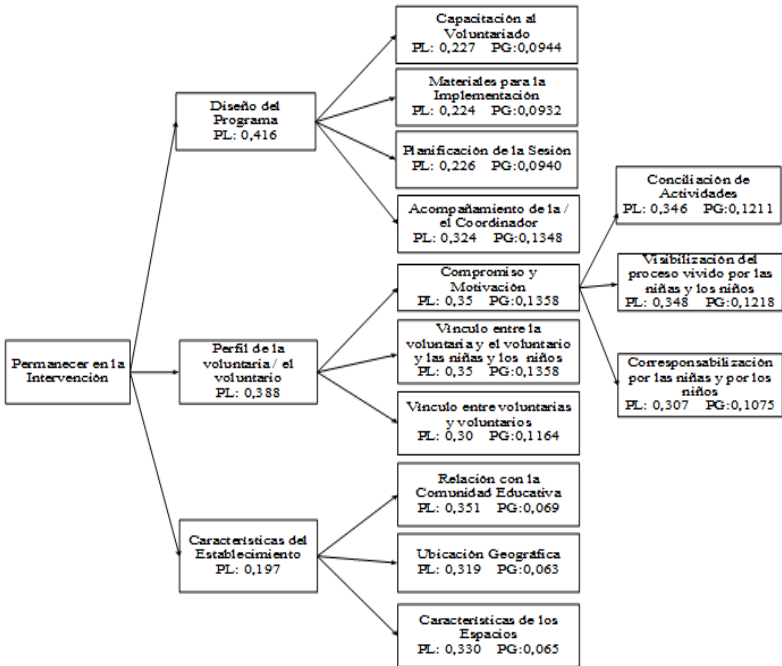 Permanecer en la
Intervención
Diseño del
Programa
PL: 0,416
Capacitación al
Voluntariado
PL: 0,227 PG:0,0944
Materiales para la
Implementación
PL: 0,224 PG:0,0932
Planificación de la Sesión
PL: 0,226 PG:0,0940
Acompañamiento de la /
el Coordinador
PL: 0,324 PG:0,1348
Perfil de la
voluntaria / el
voluntario
PL: 0,388
Compromiso y
Motivación
PL: 0,35 PG:0,1358
Conciliación de
Actividades
PL: 0,346 PG:0,1211
Visibilización del
proceso vivido por las
niñas y los niños
PL: 0,348 PG:0,1218
Corresponsabilización
por las niñas y por los
niños
PL: 0,307 PG:0,1075
Vínculo entre la
voluntaria y el voluntario
y las niñas y los niños
PL: 0,35 PG:0,1358
Vínculo entre voluntarias
y voluntarios
PL: 0,30 PG:0,1164
Características del
Establecimiento
PL: 0,197
Relación con la
Comunidad Educativa
PL: 0,351 PG:0,069
Ubicación Geográfica
PL: 0,319 PG:0,063
Características de los
Espacios
PL: 0,330 PG:0,065